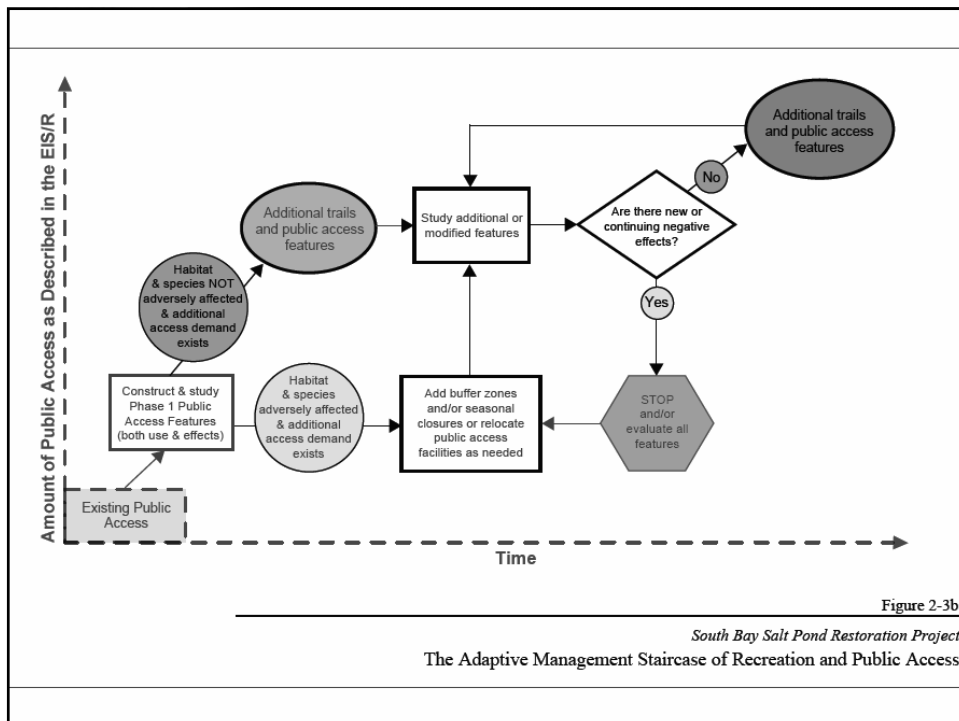 Amount of Public Access as Described in the EIS/R
Additional trails
and public access
features
No
Additional trails
and public access
features
Study additional or
modified features
Are there new or
continuing negative
effects?
Habitat
& species NOT
adversely affected
& additional
access demand
exists
Yes
Construct & study
Phase 1 Public
Access Features
(both use & effects)
Habitat
& species
adversely affected
& additional
access demand
exists
Add buffer zones
and/or seasonal
closures or relocate
public access
facilities as needed
STOP
and/or
evaluate all
features
Existing Public
Access
Time
Figure 2-3b
South Bay Salt Pond Restoration Project
The Adaptive Management Staircase of Recreation and Public Access